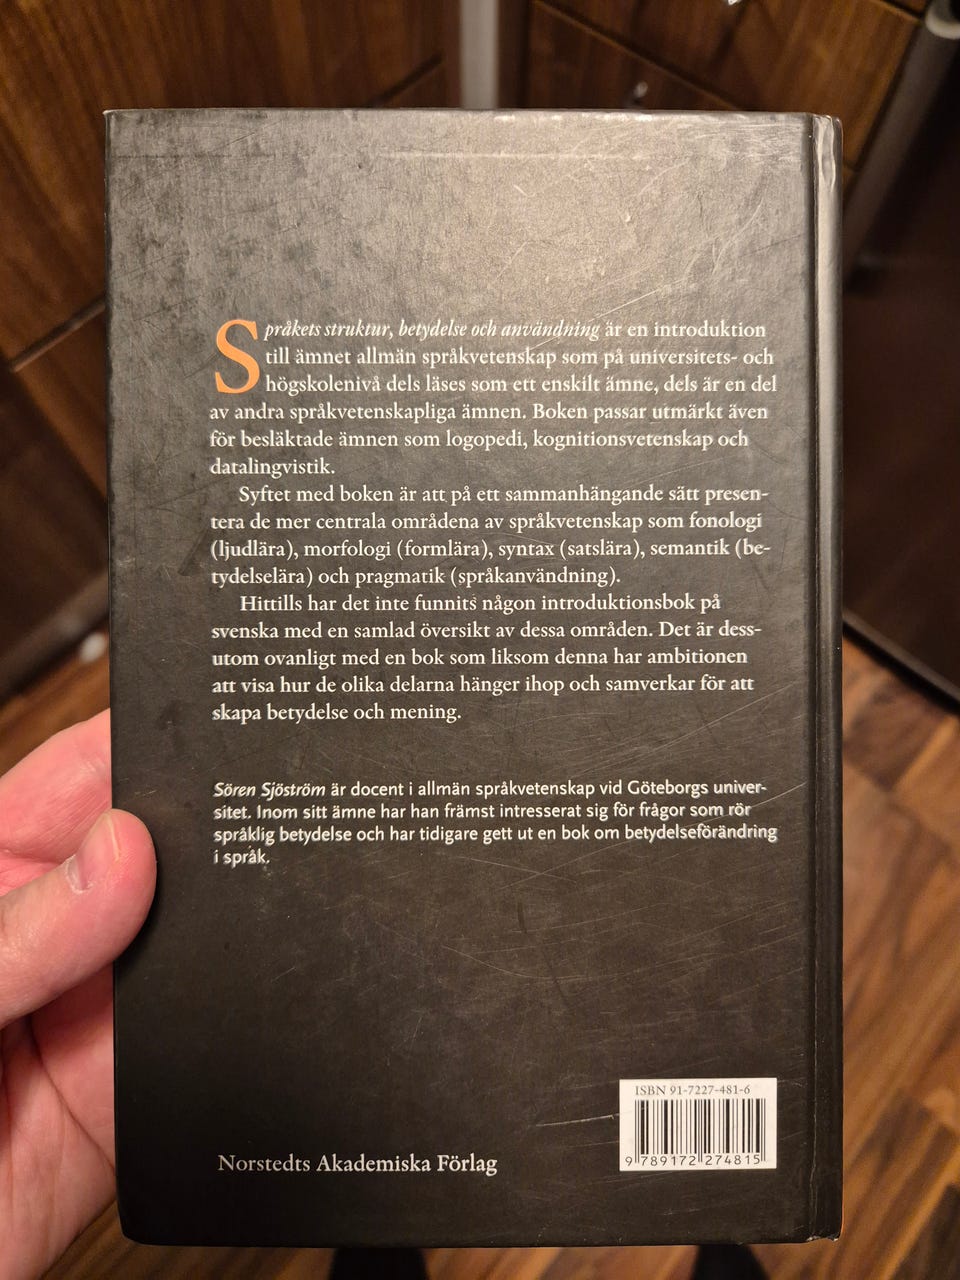 Språkets struktur, betydelse och användning är en introduktion
till ämnet allmän språkvetenskap som på universitets- och
högskolenivå dels läses som ett enskilt ämne, dels är en del
av andra språkvetenskapliga ämnen. Boken passar utmärkt även
för besläktade ämnen som logopedi, kognitionsvetenskap och
datalingvistik.
Syftet med boken är att på ett sammanhängande sätt presen-
tera de mer centrala områdena av språkvetenskap som fonologi
(ljudlära), morfologi (formlära), syntax (satslära), semantik (be-
tydelselära) och pragmatik (språkanvändning).
Hittills har det inte funnits någon introduktionsbok på
svenska med en samlad översikt av dessa områden. Det är dess-
utom ovanligt med en bok som liksom denna har ambitionen
att visa hur de olika delarna hänger ihop och samverkar för att
skapa betydelse och mening.
Sören Sjöström är docent i allmän språkvetenskap vid Göteborgs univer-
sitet. Inom sitt ämne har han främst intresserat sig för frågor som rör
språklig betydelse och har tidigare gett ut en bok om betydelseförändring
i språk.
ISBN 91-7227-481-6
9 789172 274815
Norstedts Akademiska Förlag